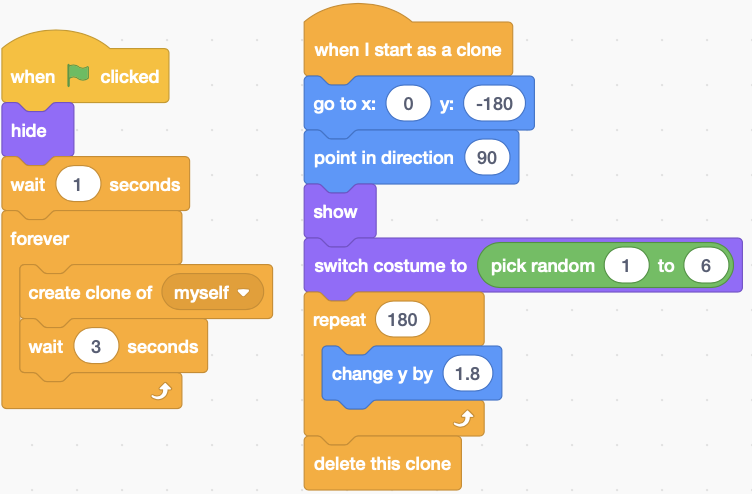 when clicked
hide
wait 1 seconds
forever
create clone of myself
wait 3 seconds
when I start as a clone
go to x: 0 y: -180
point in direction 90
show
switch costume to pick random 1 to 6
repeat 180
change y by 1.8
delete this clone